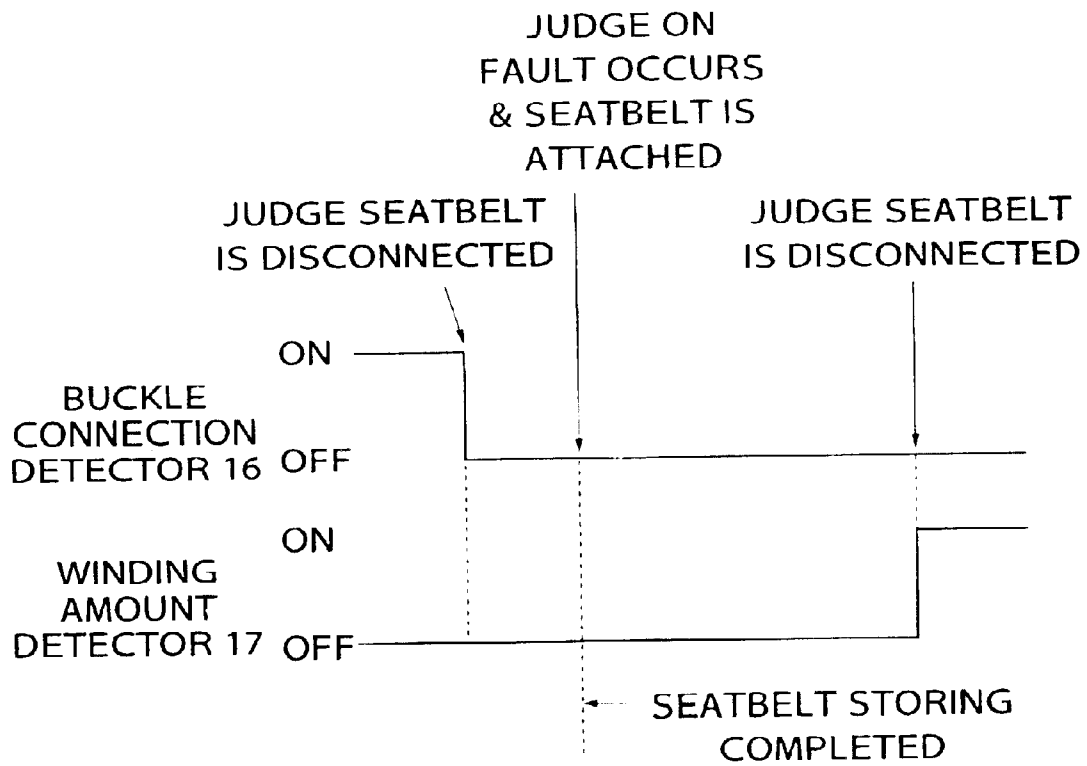 JUDGE ON
FAULT OCCURS
& SEATBELT IS
ATTACHED
JUDGE SEATBELT
IS DISCONNECTED
JUDGE SEATBELT
IS DISCONNECTED
ON
BUCKLE
CONNECTION
DETECTOR 16
OFF
ON
WINDING
AMOUNT
DETECTOR 17
OFF
SEATBELT STORING
COMPLETED